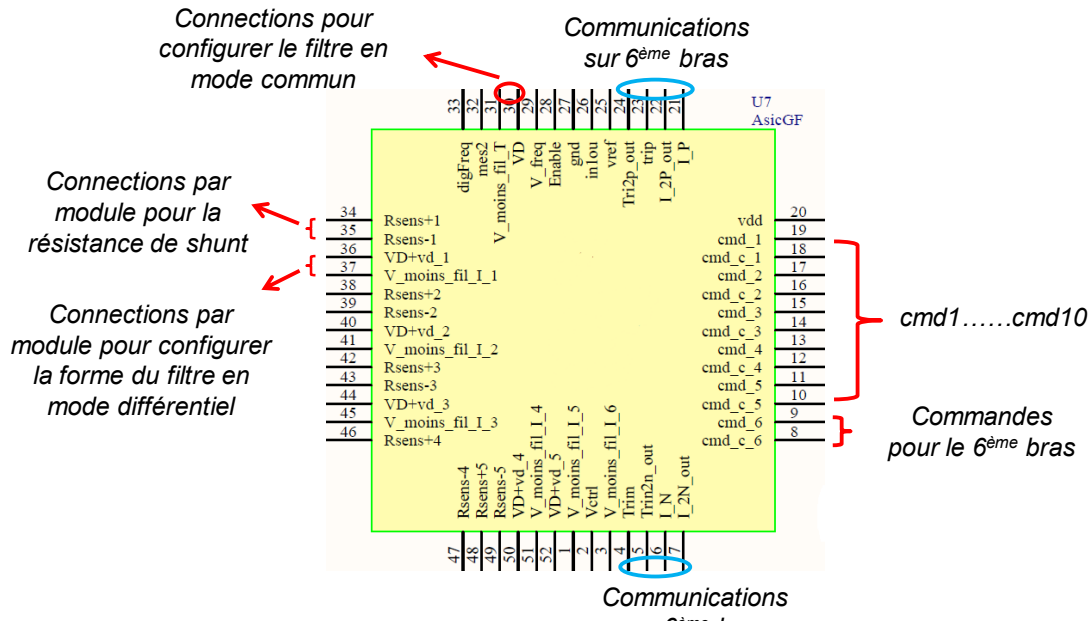 Connections pour
configurer le filtre en
mode commun
Communications
sur 6ème bras
33
32
31
30
29
28
27
26
25
24
23
22
21
U7
AsicGF
digFreq
mes2
V_moins_fil_T
VD
V_freq
Enable
gnd
in1ou
vref
Tri2p_out
trip
I_2P_out
I_P
Connections par
module pour la
résistance de shunt
Connections par
module pour configurer
la forme du filtre en
mode différentiel
34 Rsens+1
35 Rsens-1
36 VD+vd_1
37 V_moins_fil_I_1
38 Rsens+2
39 Rsens-2
40 VD+vd_2
41 V_moins_fil_I_2
42 Rsens+3
43 Rsens-3
44 VD+vd_3
45 V_moins_fil_I_3
46 Rsens+4
vdd 20
cmd_1 19
cmd_c_1 18
cmd_2 17
cmd_c_2 16
cmd_3 15
cmd_c_3 14
cmd_4 13
cmd_c_4 12
cmd_5 11
cmd_c_5 10
cmd_6 9
cmd_c_6 8
cmd1……cmd10
Commandes
pour le 6ème bras
Rsens-4
Rsens+5
Rsens-5
VD+vd_4
V_moins_fil_I_4
VD+vd_5
V_moins_fil_I_5
Vctrl
V_moins_fil_I_6
Trim
Trin2n_out
I_N
I_2N_out
47
48
49
50
51
52
1
2
3
4
5
6
7
Communications